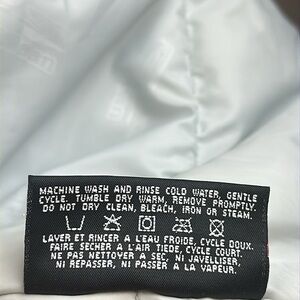 MACHINE WASH AND RINSE COLD WATER, GENTLE
CYCLE. TUMBLE DRY WARM, REMOVE PROMPTLY.
DO NOT DRY CLEAN, BLEACH, IRON OR STEAM.
LAVER ET RINCER A L'EAU FROIDE, CYCLE DOUX.
FAIRE SÉCHER A L'AIR TIEDE, CYCLE COURT.
NE PAS NETTOYER A SEC, NI JAVELLISER,
NI REPASSER, NI PASSER A LA VAPEUR.